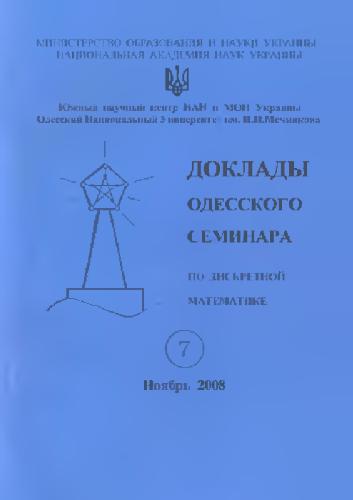 МИНИСТЕРСТВО ОБРАЗОВАНИЯ И НАУКИ УКРАИНЫ
НАЦИОНАЛЬНАЯ АКАДЕМИЯ НАУК УКРАИНЫ
Южный научный центр НАН и МОН Украины
Одесский Национальный Университет им. И.И.Мечникова
ДОКЛАДЫ
ОДЕССКОГО
СЕМИНАРА
ПО ДИСКРЕТНОЙ
МАТЕМАТИКЕ
7
Ноябрь 2008